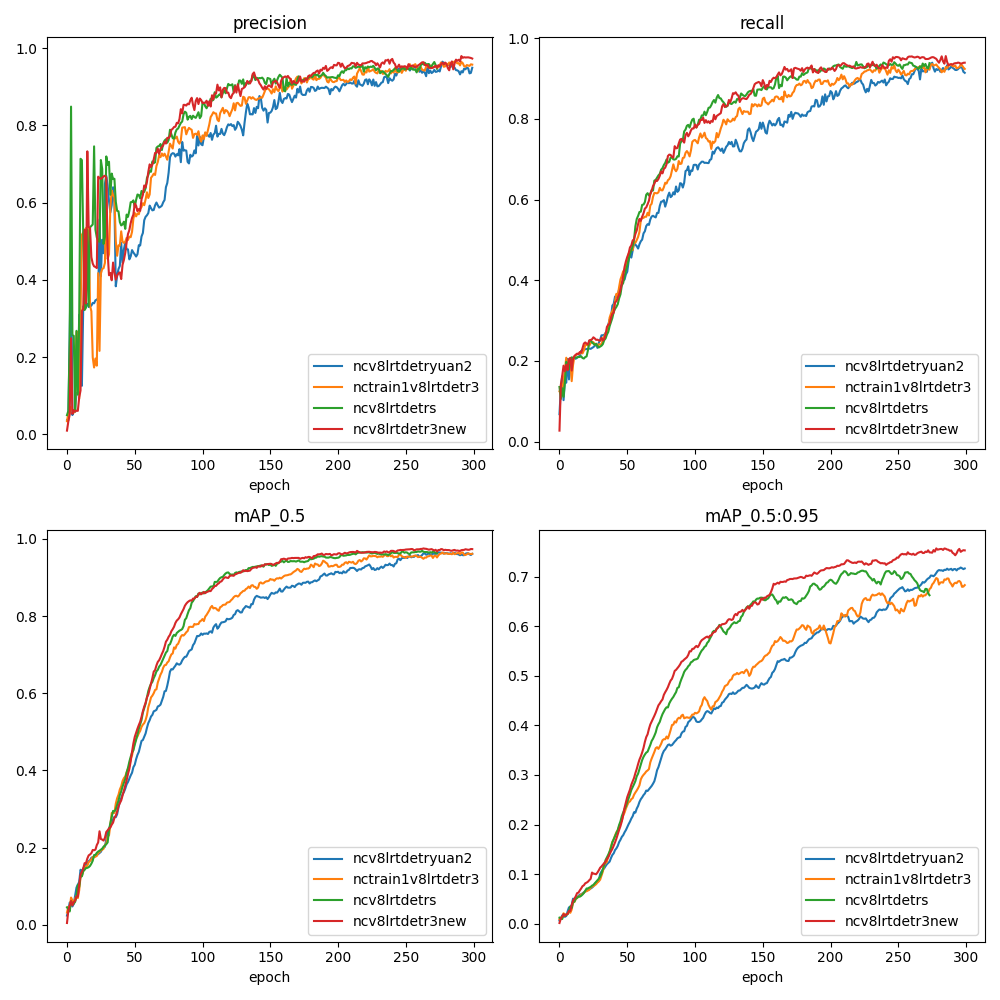 precision
1.0
0.8
0.6
0.4
0.2
0.0
0 50 100 150 200 250 300
epoch
ncv8lrtdetryuan2
nctrain1v8lrtdetr3
ncv8lrtdetrs
ncv8lrtdetr3new
recall
1.0
0.8
0.6
0.4
0.2
0.0
0 50 100 150 200 250 300
epoch
ncv8lrtdetryuan2
nctrain1v8lrtdetr3
ncv8lrtdetrs
ncv8lrtdetr3new
mAP_0.5
1.0
0.8
0.6
0.4
0.2
0.0
0 50 100 150 200 250 300
epoch
ncv8lrtdetryuan2
nctrain1v8lrtdetr3
ncv8lrtdetrs
ncv8lrtdetr3new
mAP_0.5:0.95
0.7
0.6
0.5
0.4
0.3
0.2
0.1
0.0
0 50 100 150 200 250 300
epoch
ncv8lrtdetryuan2
nctrain1v8lrtdetr3
ncv8lrtdetrs
ncv8lrtdetr3new